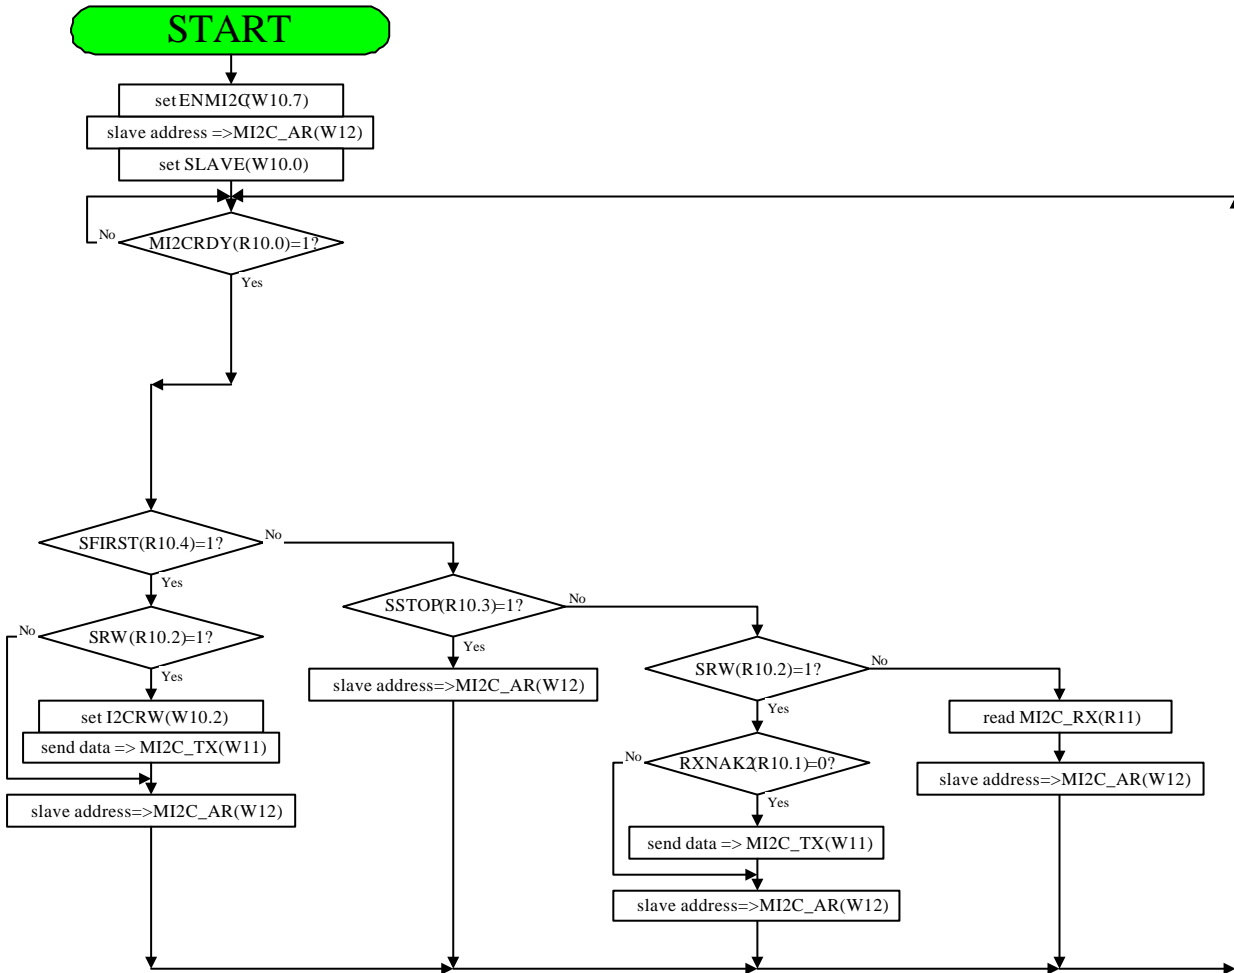 START
set ENMI2C(W10.7)
slave address =>MI2C_AR(W12)
set SLAVE(W10.0)
No
MI2CRDY(R10.0)=1?
Yes
SFIRST(R10.4)=1?
No
Yes
SSTOP(R10.3)=1?
No
Yes
No
SRW(R10.2)=1?
Yes
SRW(R10.2)=1?
No
Yes
slave address=>MI2C_AR(W12)
set I2CRW(W10.2)
send data => MI2C_TX(W11)
read MI2C_RX(R11)
No
RXNAK2(R10.1)=0?
Yes
slave address=>MI2C_AR(W12)
slave address=>MI2C_AR(W12)
send data => MI2C_TX(W11)
slave address=>MI2C_AR(W12)